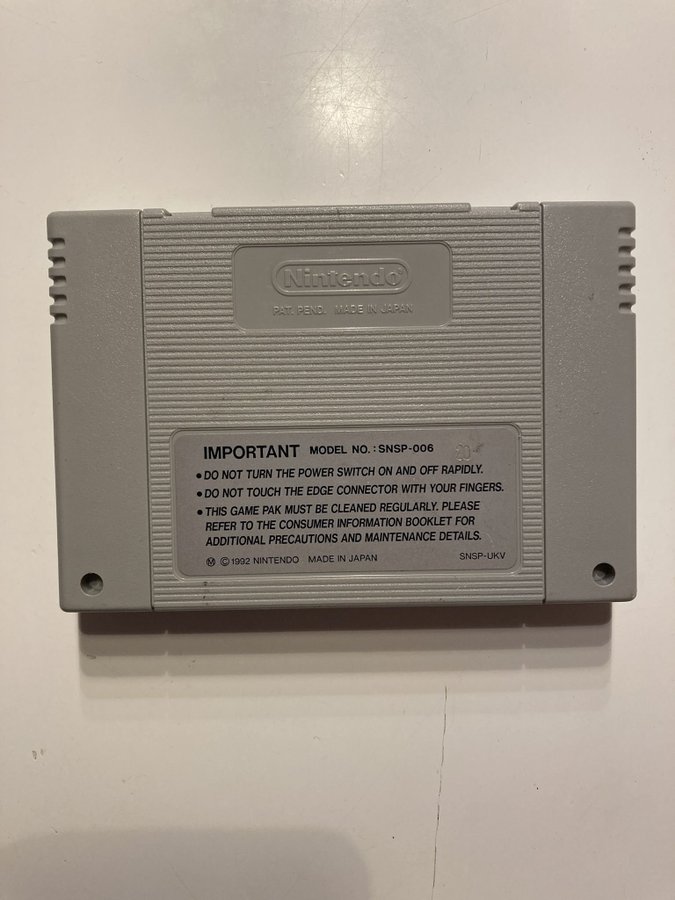 Nintendo
PAT. PEND. MADE IN JAPAN
IMPORTANT MODEL NO. : SNSP-006
20
• DO NOT TURN THE POWER SWITCH ON AND OFF RAPIDLY.
• DO NOT TOUCH THE EDGE CONNECTOR WITH YOUR FINGERS.
• THIS GAME PAK MUST BE CLEANED REGULARLY. PLEASE
REFER TO THE CONSUMER INFORMATION BOOKLET FOR
ADDITIONAL PRECAUTIONS AND MAINTENANCE DETAILS.
Ⓜ ©1992 NINTENDO MADE IN JAPAN SNSP-UKV